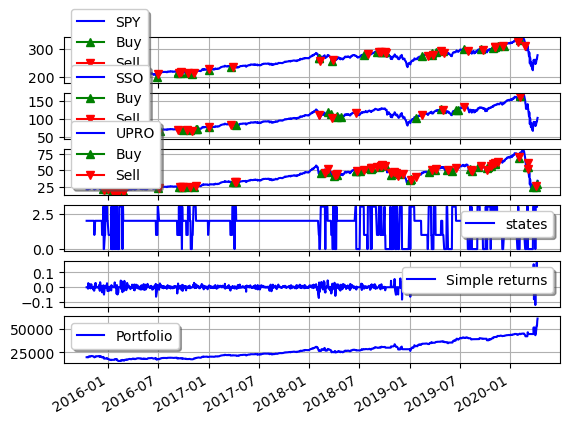 SPY
Buy
Sell
300
200
SSO
Buy
Sell
150
100
50
UPRO
Buy
Sell
75
50
25
states
2.5
0.0
Simple returns
0.1
0.0
−0.1
Portfolio
50000
25000
2016-01 2016-07 2017-01 2017-07 2018-01 2018-07 2019-01 2019-07 2020-01